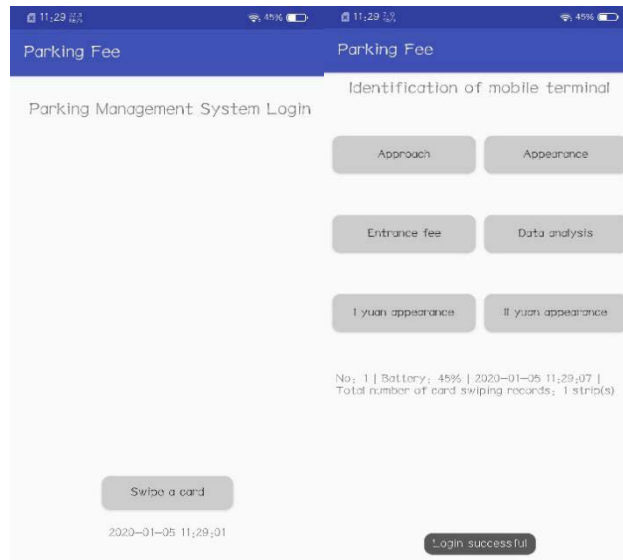 11:29
45%
Parking Fee
Parking Management System Login
Swipe a card
2020-01-05 11:29:01
11:29
45%
Parking Fee
Identification of mobile terminal
Approach
Appearance
Entrance fee
Data analysis
1 yuan appearance
11 yuan appearance
No: 1 | Battery: 45% | 2020-01-05 11:29:07 |
Total number of card swiping records: 1 strip(s)
Login successful